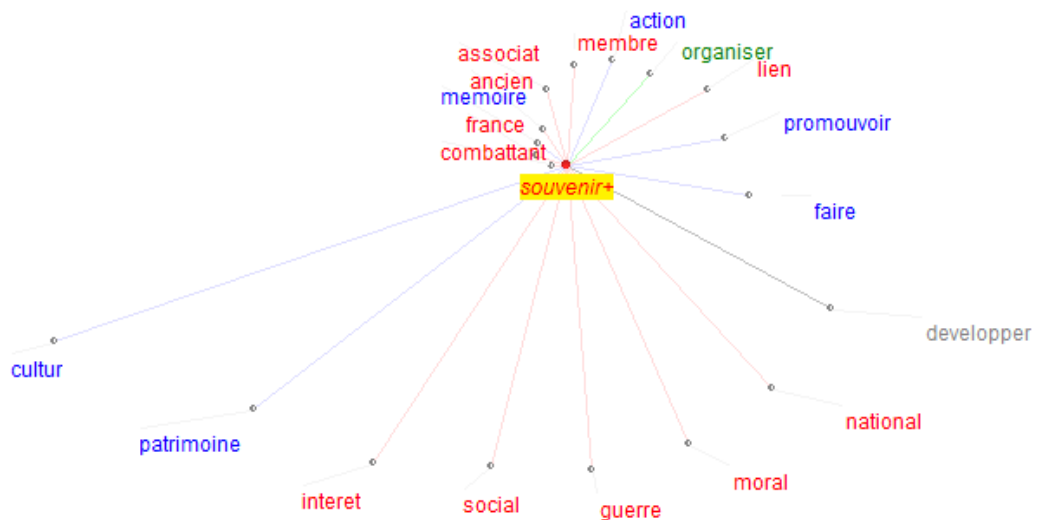 action
membre
organiser
associat
lien
ancien
memoire
promouvoir
france
combattant
souvenir+
faire
developper
cultur
national
patrimoine
moral
interet
social
guerre